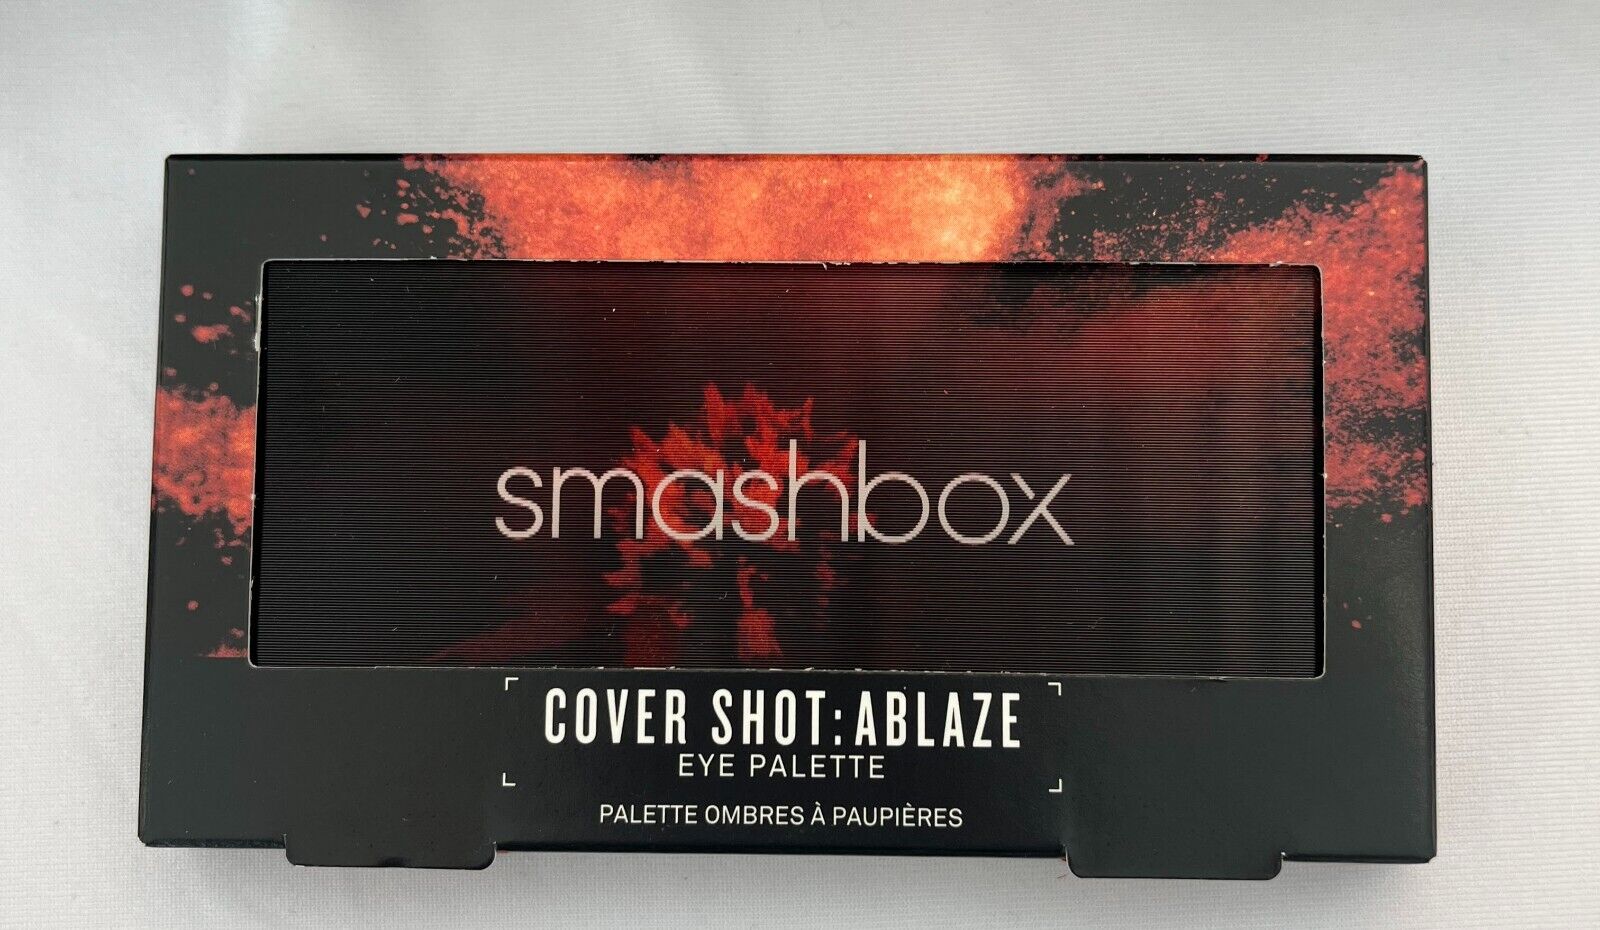 smashbox
COVER SHOT:ABLAZE
EYE PALETTE
PALETTE OMBRES À PAUPIÈRES